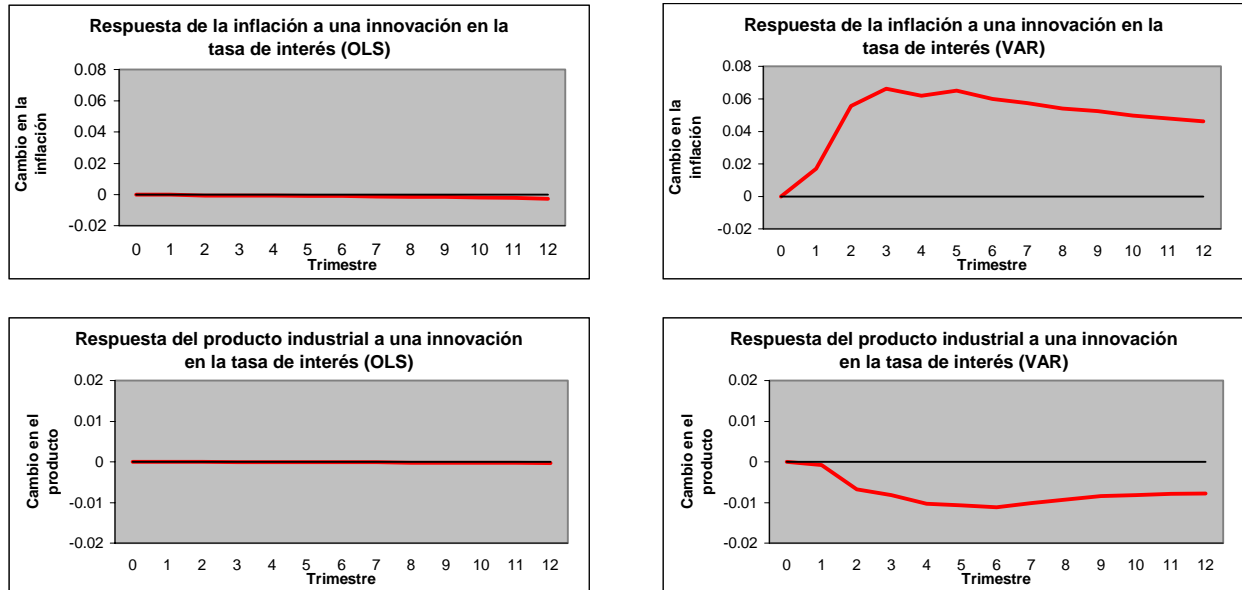 Respuesta de la inflación a una innovación en la
tasa de interés (OLS)
0.08
0.06
0.04
0.02
0
-0.02
Cambio en la
inflación
0 1 2 3 4 5 6 7 8 9 10 11 12
Trimestre
Respuesta de la inflación a una innovación en la
tasa de interés (VAR)
0.08
0.06
0.04
0.02
0
-0.02
Cambio en la
inflación
0 1 2 3 4 5 6 7 8 9 10 11 12
Trimestre
Respuesta del producto industrial a una innovación
en la tasa de interés (OLS)
0.02
0.01
0
-0.01
-0.02
Cambio en el
producto
0 1 2 3 4 5 6 7 8 9 10 11 12
Trimestre
Respuesta del producto industrial a una innovación
en la tasa de interés (VAR)
0.02
0.01
0
-0.01
-0.02
Cambio en el
producto
0 1 2 3 4 5 6 7 8 9 10 11 12
Trimestre